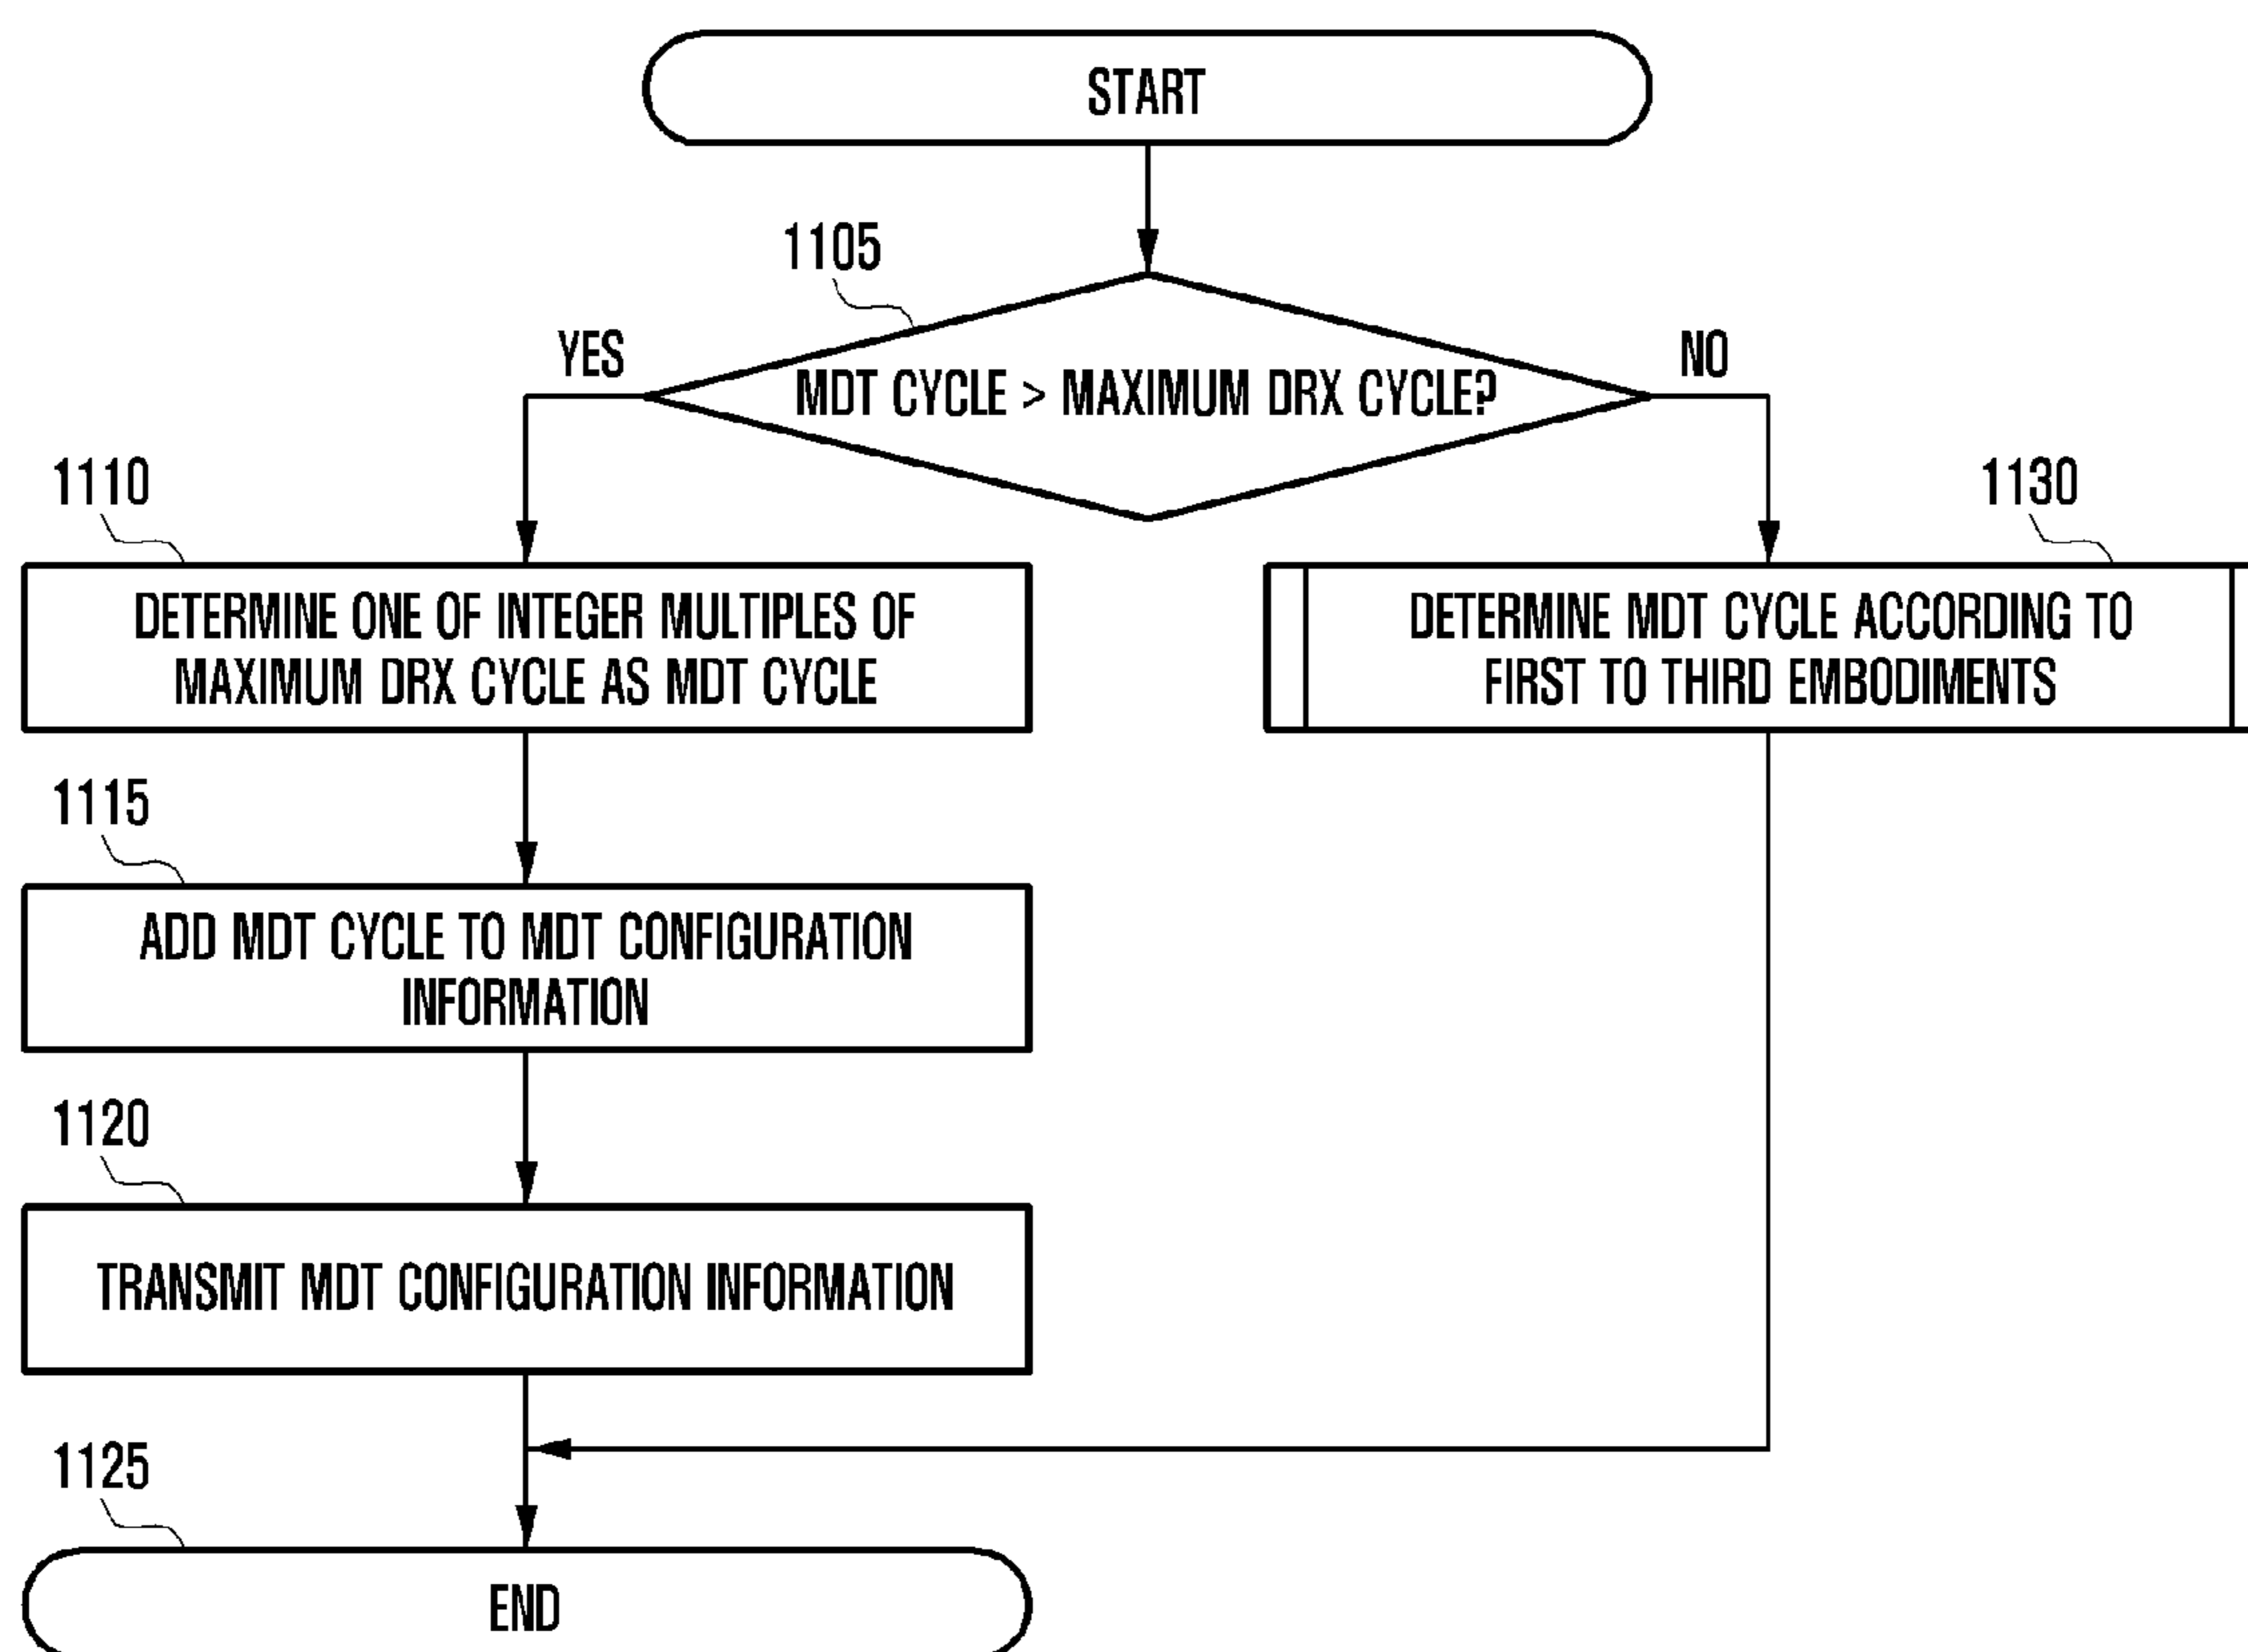 START
1105
YES
MDT CYCLE > MAXIMUM DRX CYCLE?
NO
1110
DETERMINE ONE OF INTEGER MULTIPLES OF
MAXIMUM DRX CYCLE AS MDT CYCLE
1130
DETERMINE MDT CYCLE ACCORDING TO
FIRST TO THIRD EMBODIMENTS
1115
ADD MDT CYCLE TO MDT CONFIGURATION
INFORMATION
1120
TRANSMIT MDT CONFIGURATION INFORMATION
1125
END